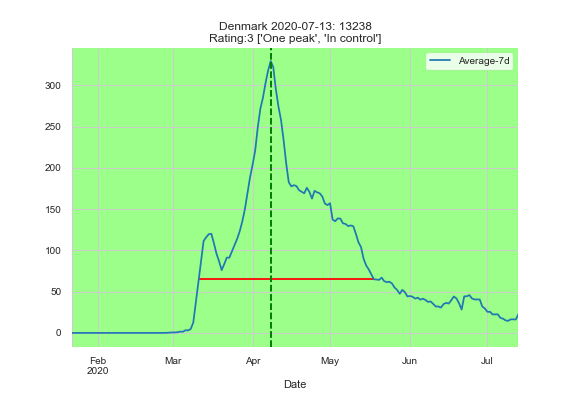 Denmark 2020-07-13: 13238
Rating:3 ['One peak', 'In control']
Average-7d
300
250
200
150
100
50
0
Feb
2020
Mar
Apr
May
Jun
Jul
Date